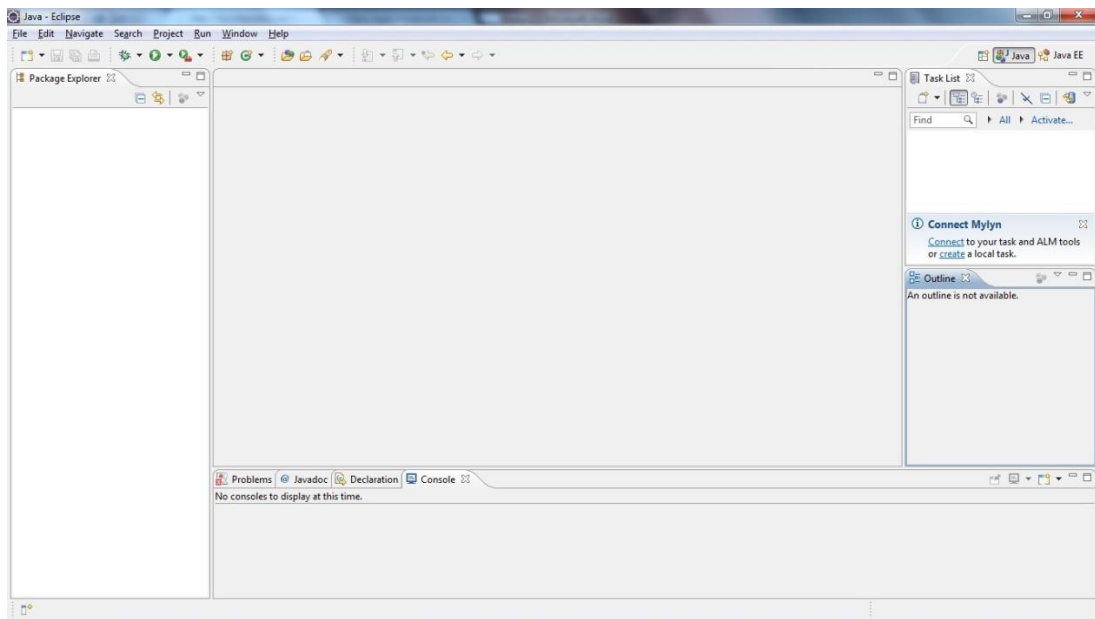 Java - Eclipse
File Edit Navigate Search Project Run Window Help
Java Java EE
Package Explorer
Task List
Find All Activate...
Connect Mylyn
Connect to your task and ALM tools
or create a local task.
Outline
An outline is not available.
Problems @ Javadoc Declaration Console
No consoles to display at this time.